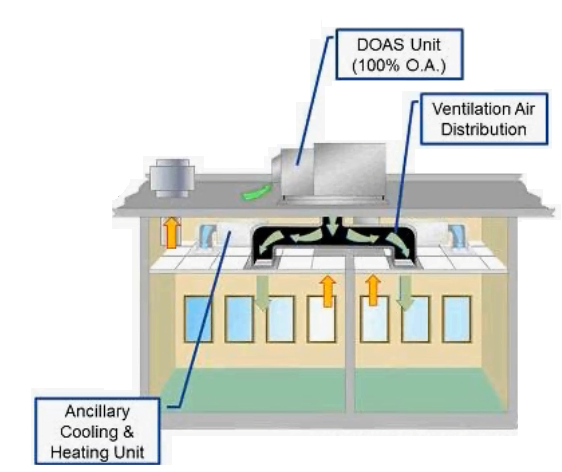 DOAS Unit
(100% O.A.)
Ventilation Air
Distribution
Ancillary
Cooling &
Heating Unit